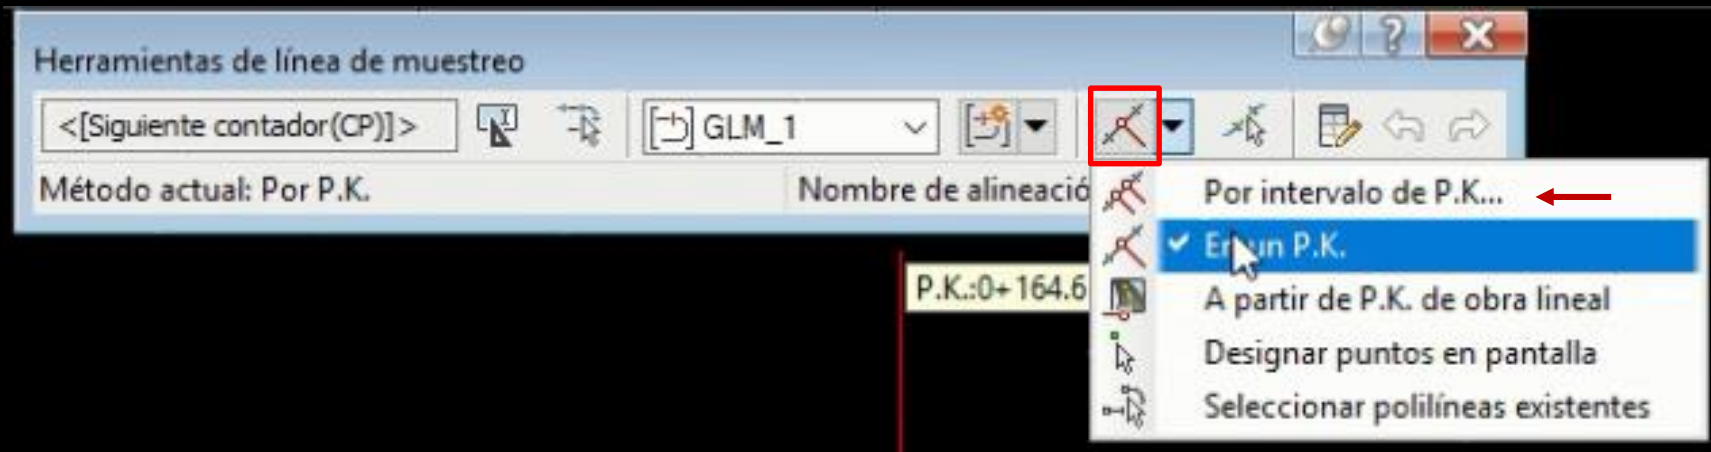 Herramientas de línea de muestreo
<[Siguiente contador(CP)]>
GLM_1
Método actual: Por P.K.
Nombre de alineació
Por intervalo de P.K...
En un P.K.
P.K.:0+164.6
A partir de P.K. de obra lineal
Designar puntos en pantalla
Seleccionar polilíneas existentes